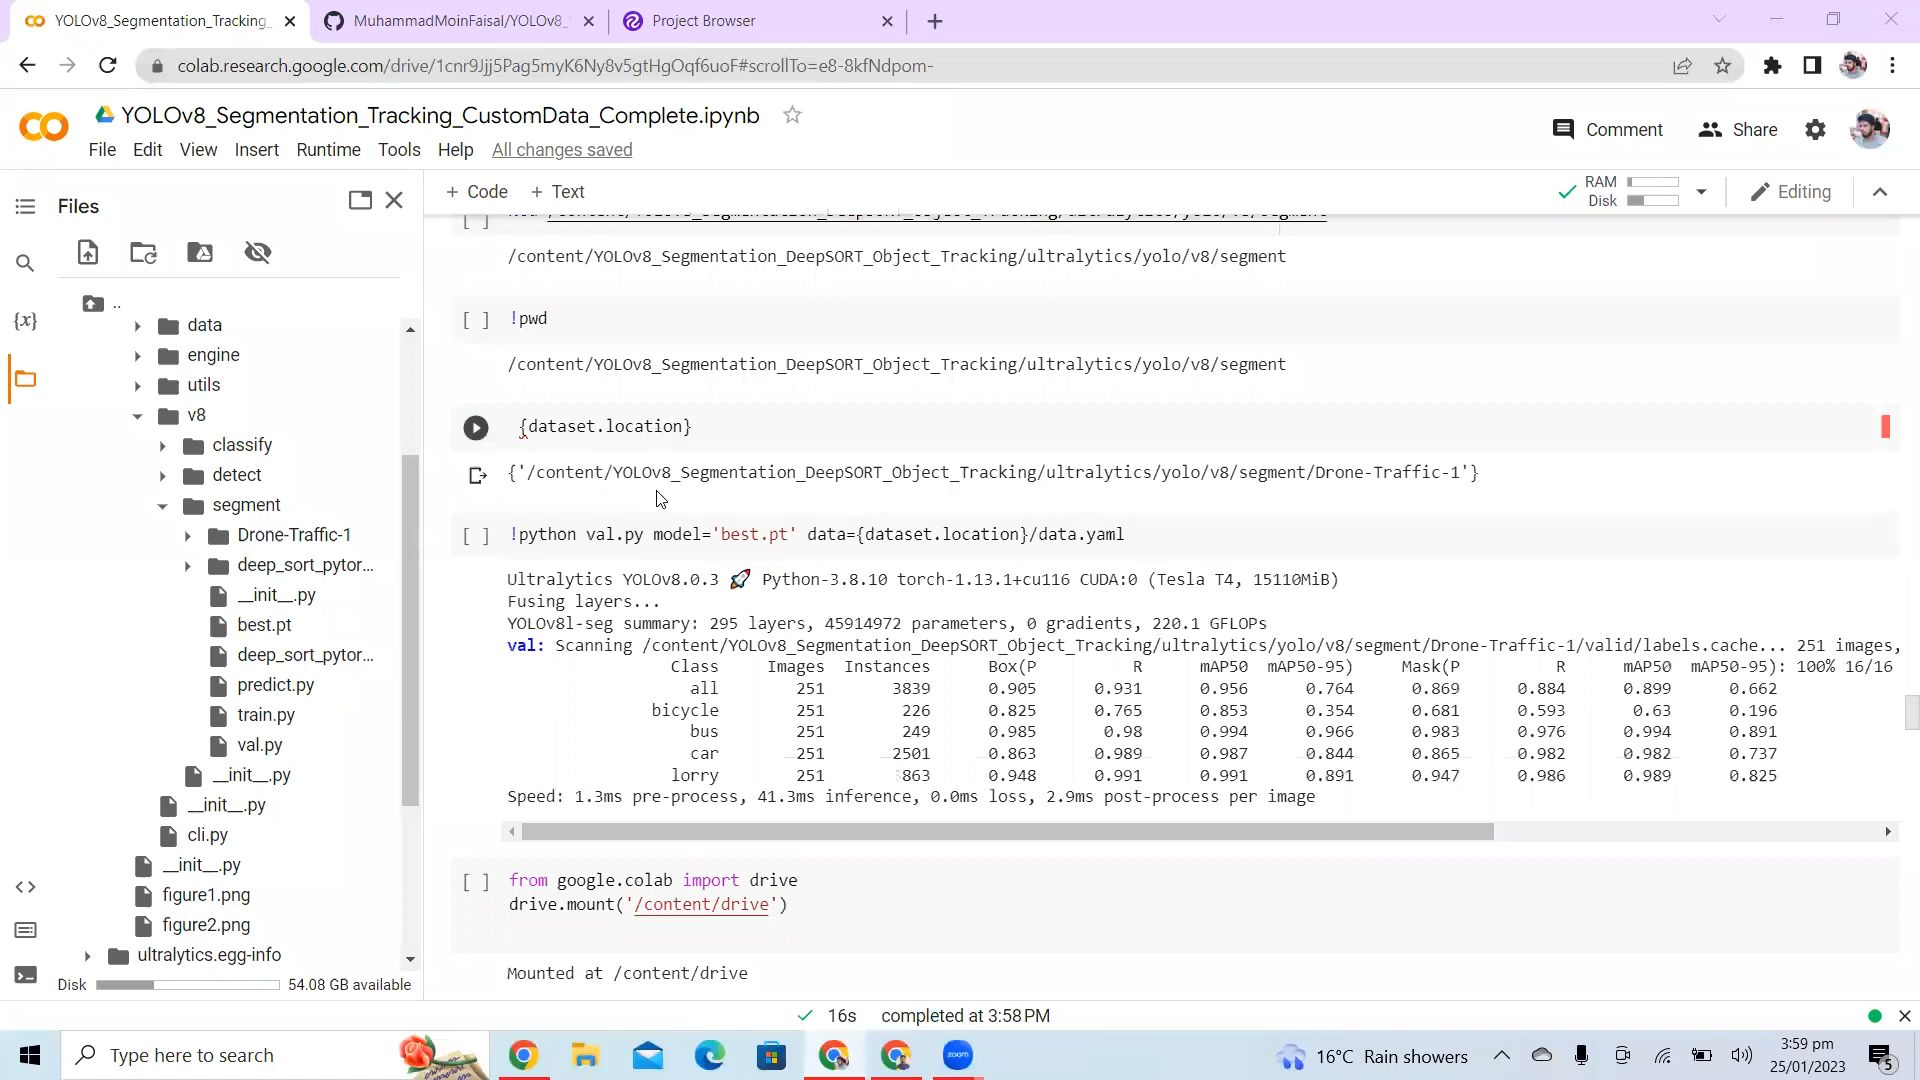 YOLOv8_Segmentation_Tracking_
MuhammadMoinFaisal/YOLOv8_
Project Browser
colab.research.google.com/drive/1cnr9Jjj5Pag5myK6Ny8v5gtHgOqf6uoF#scrollTo=e8-8kfNdpom-
YOLOv8_Segmentation_Tracking_CustomData_Complete.ipynb
Comment
Share
File Edit View Insert Runtime Tools Help All changes saved
Files
+ Code + Text
RAM
Disk
Editing
..
data
engine
utils
v8
classify
detect
segment
Drone-Traffic-1
deep_sort_pytor...
__init__.py
best.pt
deep_sort_pytor...
predict.py
train.py
val.py
__init__.py
__init__.py
cli.py
__init__.py
figure1.png
figure2.png
ultralytics.egg-info
Disk 54.08 GB available
/content/YOLOv8_Segmentation_DeepSORT_Object_Tracking/ultralytics/yolo/v8/segment
[ ] !pwd
/content/YOLOv8_Segmentation_DeepSORT_Object_Tracking/ultralytics/yolo/v8/segment
{dataset.location}
{'/content/YOLOv8_Segmentation_DeepSORT_Object_Tracking/ultralytics/yolo/v8/segment/Drone-Traffic-1'}
[ ] !python val.py model='best.pt' data={dataset.location}/data.yaml
Ultralytics YOLOv8.0.3 🚀 Python-3.8.10 torch-1.13.1+cu116 CUDA:0 (Tesla T4, 15110MiB)
Fusing layers...
YOLOv8l-seg summary: 295 layers, 45914972 parameters, 0 gradients, 220.1 GFLOPs
val: Scanning /content/YOLOv8_Segmentation_DeepSORT_Object_Tracking/ultralytics/yolo/v8/segment/Drone-Traffic-1/valid/labels.cache... 251 images,
Class Images Instances Box(P R mAP50 mAP50-95) Mask(P R mAP50 mAP50-95): 100% 16/16
all 251 3839 0.905 0.931 0.956 0.764 0.869 0.884 0.899 0.662
bicycle 251 226 0.825 0.765 0.853 0.354 0.681 0.593 0.63 0.196
bus 251 249 0.985 0.98 0.994 0.966 0.983 0.976 0.994 0.891
car 251 2501 0.863 0.989 0.987 0.844 0.865 0.982 0.982 0.737
lorry 251 863 0.948 0.991 0.991 0.891 0.947 0.986 0.989 0.825
Speed: 1.3ms pre-process, 41.3ms inference, 0.0ms loss, 2.9ms post-process per image
[ ] from google.colab import drive
drive.mount('/content/drive')
Mounted at /content/drive
16s completed at 3:58 PM
Type here to search
zoom
16°C Rain showers
3:59 pm
25/01/2023
5